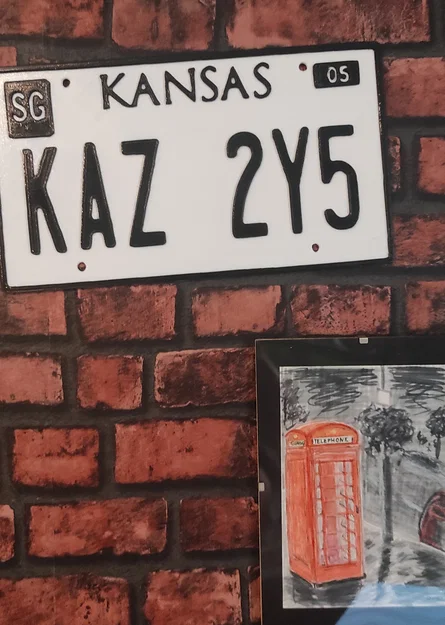 KANSAS
SG
05
KAZ 2Y5
TELEPHONE